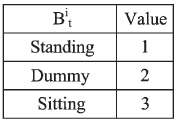 B^i_t Value
Standing 1
Dummy 2
Sitting 3